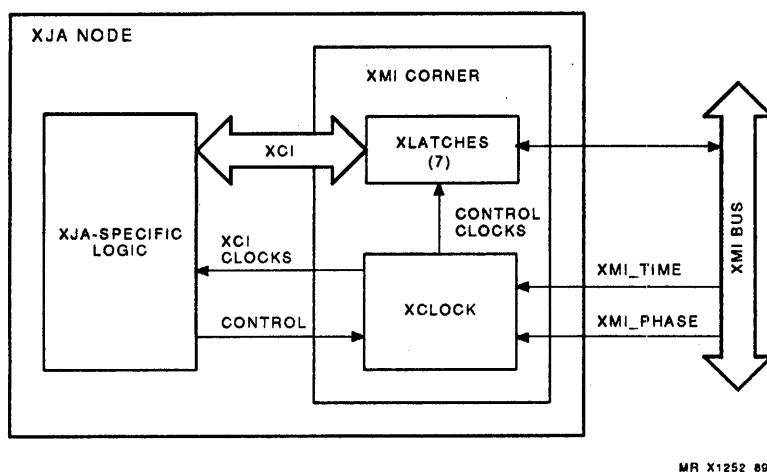 XJA NODE
XMI CORNER
XCI
XLATCHES
(7)
XJA-SPECIFIC
LOGIC
CONTROL
CLOCKS
XCI
CLOCKS
XCLOCK
CONTROL
XMI_TIME
XMI_PHASE
XMI BUS
MR X1252 89